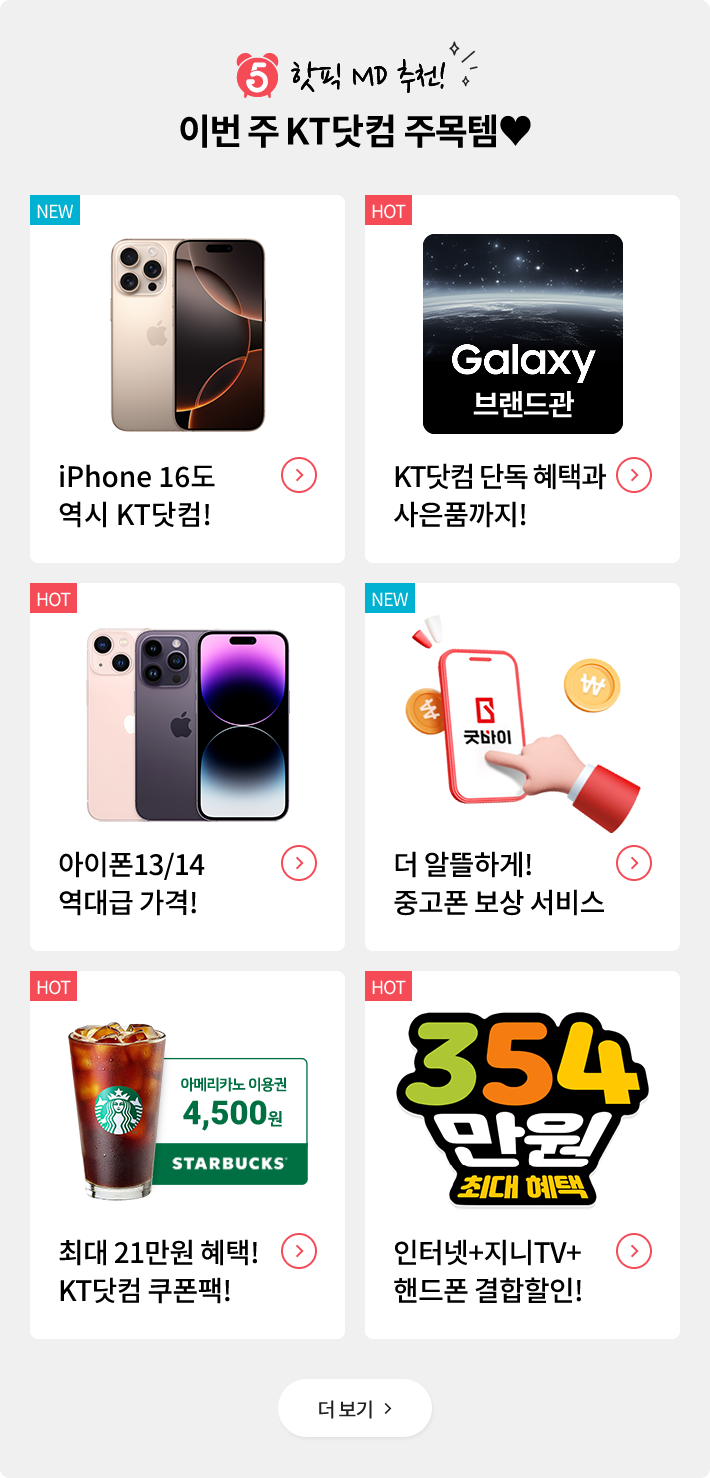 5 핫픽 MD 추천!
이번 주 KT닷컴 주목템♥
NEW
iPhone 16도
역시 KT닷컴!
HOT
Galaxy
브랜드관
KT닷컴 단독 혜택과
사은품까지!
HOT
아이폰13/14
역대급 가격!
NEW
굿바이
더 알뜰하게!
중고폰 보상 서비스
HOT
아메리카노 이용권
4,500원
STARBUCKS
최대 21만원 혜택!
KT닷컴 쿠폰팩!
HOT
354
만원
최대 혜택
인터넷+지니TV+
핸드폰 결합할인!
더 보기 >